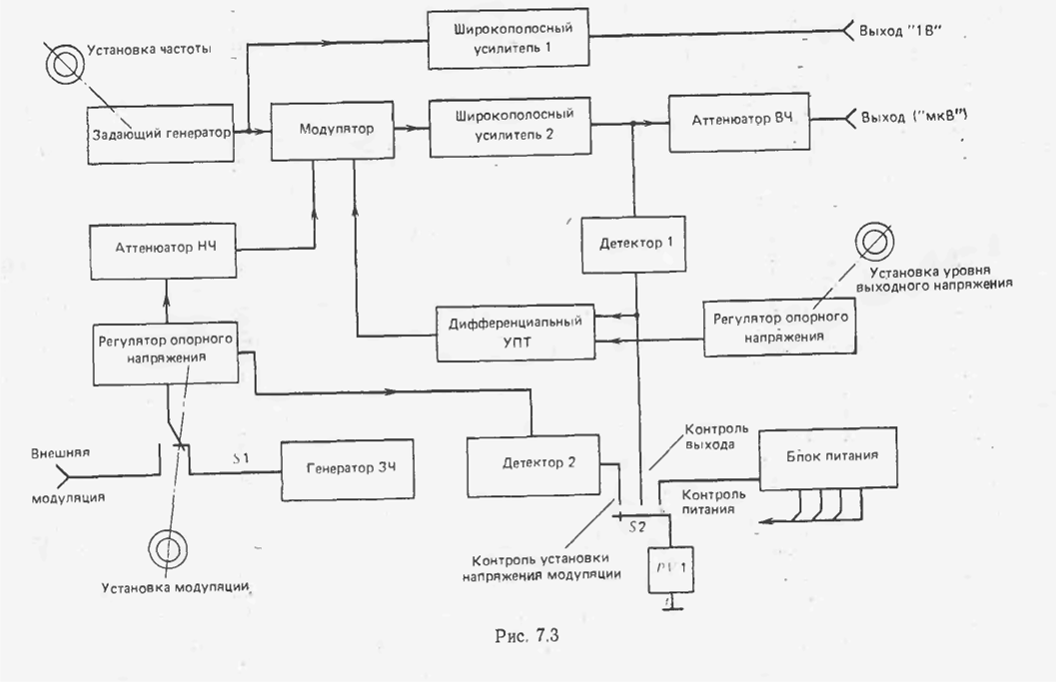 Широкополосный
усилитель 1
Выход "1В"
Установка частоты
Задающий генератор
Модулятор
Широкополосный
усилитель 2
Аттенюатор ВЧ
Выход ("мкВ")
Аттенюатор НЧ
Детектор 1
Установка уровня
выходного напряжения
Регулятор опорного
напряжения
Дифференциальный
УПТ
Регулятор опорного
напряжения
Внешняя
модуляция
S1
Генератор ЗЧ
Детектор 2
Контроль
выхода
Блок питания
Контроль
питания
S2
Контроль установки
напряжения модуляции
PV1
Установка модуляции
Рис. 7.3